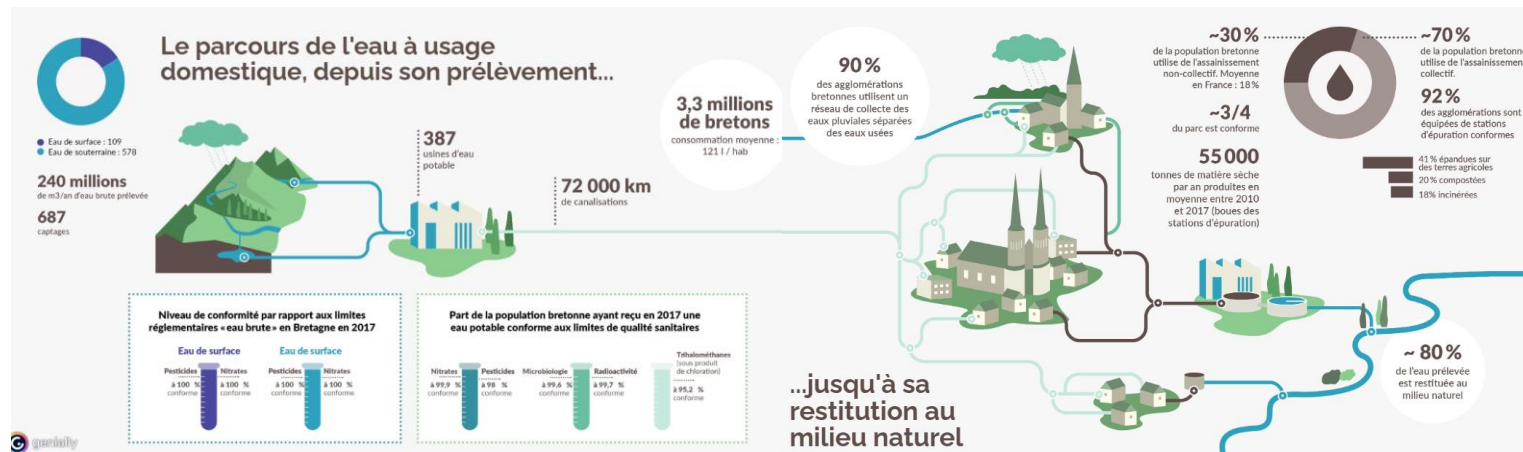 Le parcours de l'eau à usage
domestique, depuis son prélèvement...
Eau de surface : 109
Eau de souterraine : 578
240 millions
de m3/an d'eau brute prélevée
687
captages
387
usines d'eau
potable
72 000 km
de canalisations
3,3 millions
de bretons
consommation moyenne :
121 l / hab
90 %
des agglomérations
bretonnes utilisent un
réseau de collecte des
eaux pluviales séparées
des eaux usées
~30 %
de la population bretonne
utilise de l'assainissement
non-collectif. Moyenne
en France : 18 %
~3/4
du parc est conforme
55 000
tonnes de matière sèche
par an produites en
moyenne entre 2010
et 2017 (boues des
stations d'épuration)
~70 %
de la population bretonne
utilise de l'assainissement
collectif.
92 %
des agglomérations sont
équipées de stations
d'épuration conformes
41 % épandues sur
des terres agricoles
20 % compostées
18% incinérées
Niveau de conformité par rapport aux limites
réglementaires « eau brute » en Bretagne en 2017
Eau de surface
Pesticides Nitrates
à 100 % à 100 %
conforme conforme
Eau de surface
Pesticides Nitrates
à 100 % à 100 %
conforme conforme
Part de la population bretonne ayant reçu en 2017 une
eau potable conforme aux limites de qualité sanitaires
Nitrates Pesticides
à 99,9 % à 98 %
conforme conforme
Microbiologie Radioactivité
à 99,6 % à 99,7 %
conforme conforme
Trihalométhanes
(sous produit
de chloration)
à 95,2 %
conforme
...jusqu'à sa
restitution au
milieu naturel
~ 80 %
de l'eau prélevée
est restituée au
milieu naturel
genially